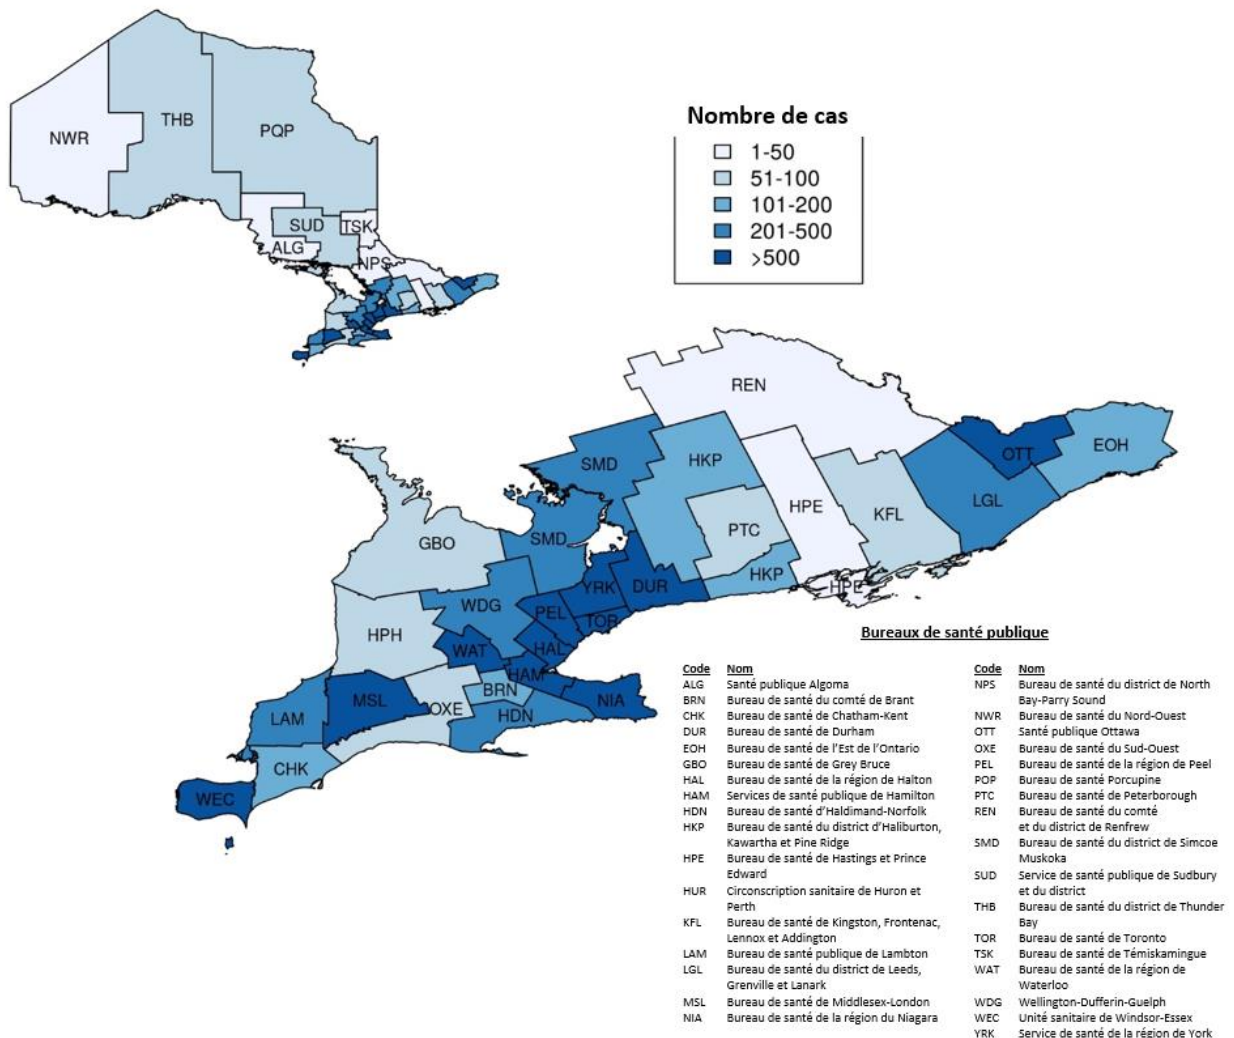 NWR
THB
PQP
SUD
TSK
ALG
NPS
Nombre de cas
1-50
51-100
101-200
201-500
>500
REN
SMD
HKP
OTT
EOH
HPE
KFL
LGL
PTC
GBO
SMD
HKP
YRK
DUR
HPE
WDG
PEL
TOR
HPH
WAT
HAL
HAM
BRN
MSL
OXE
NIA
LAM
HDN
CHK
WEC
Bureaux de santé publique
Code Nom
ALG Santé publique Algoma
BRN Bureau de santé du comté de Brant
CHK Bureau de santé de Chatham-Kent
DUR Bureau de santé de Durham
EOH Bureau de santé de l'Est de l'Ontario
GBO Bureau de santé de Grey Bruce
HAL Bureau de santé de la région de Halton
HAM Services de santé publique de Hamilton
HDN Bureau de santé d'Haldimand-Norfolk
HKP Bureau de santé du district d'Haliburton,
Kawartha et Pine Ridge
HPE Bureau de santé de Hastings et Prince
Edward
HUR Circonscription sanitaire de Huron et
Perth
KFL Bureau de santé de Kingston, Frontenac,
Lennox et Addington
LAM Bureau de santé publique de Lambton
LGL Bureau de santé du district de Leeds,
Grenville et Lanark
MSL Bureau de santé de Middlesex-London
NIA Bureau de santé de la région du Niagara
Code Nom
NPS Bureau de santé du district de North
Bay-Parry Sound
NWR Bureau de santé du Nord-Ouest
OTT Santé publique Ottawa
OXE Bureau de santé du Sud-Ouest
PEL Bureau de santé de la région de Peel
POP Bureau de santé Porcupine
PTC Bureau de santé de Peterborough
REN Bureau de santé du comté
et du district de Renfrew
SMD Bureau de santé du district de Simcoe
Muskoka
SUD Service de santé publique de Sudbury
et du district
THB Bureau de santé du district de Thunder
Bay
TOR Bureau de santé de Toronto
TSK Bureau de santé de Témiskamingue
WAT Bureau de santé de la région de
Waterloo
WDG Wellington-Dufferin-Guelph
WEC Unité sanitaire de Windsor-Essex
YRK Service de santé de la région de York